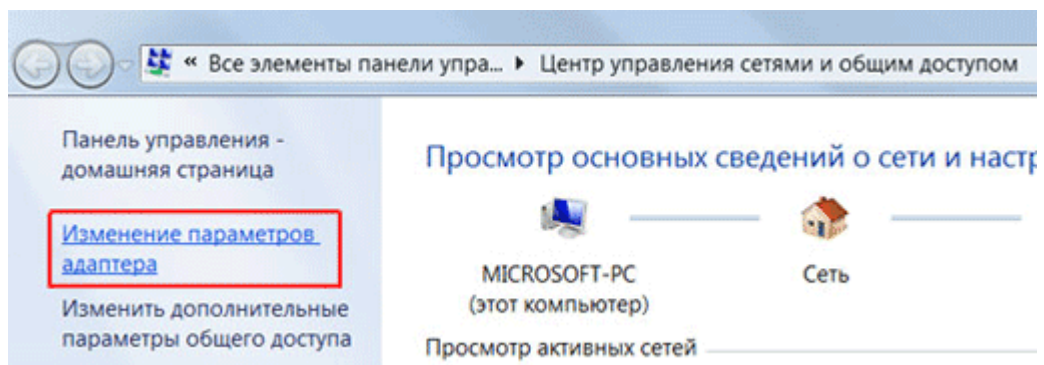 « Все элементы панели упра... ▸ Центр управления сетями и общим доступом
Панель управления -
домашняя страница
Изменение параметров
адаптера
Изменить дополнительные
параметры общего доступа
Просмотр основных сведений о сети и настр
MICROSOFT-PC
(этот компьютер)
Сеть
Просмотр активных сетей